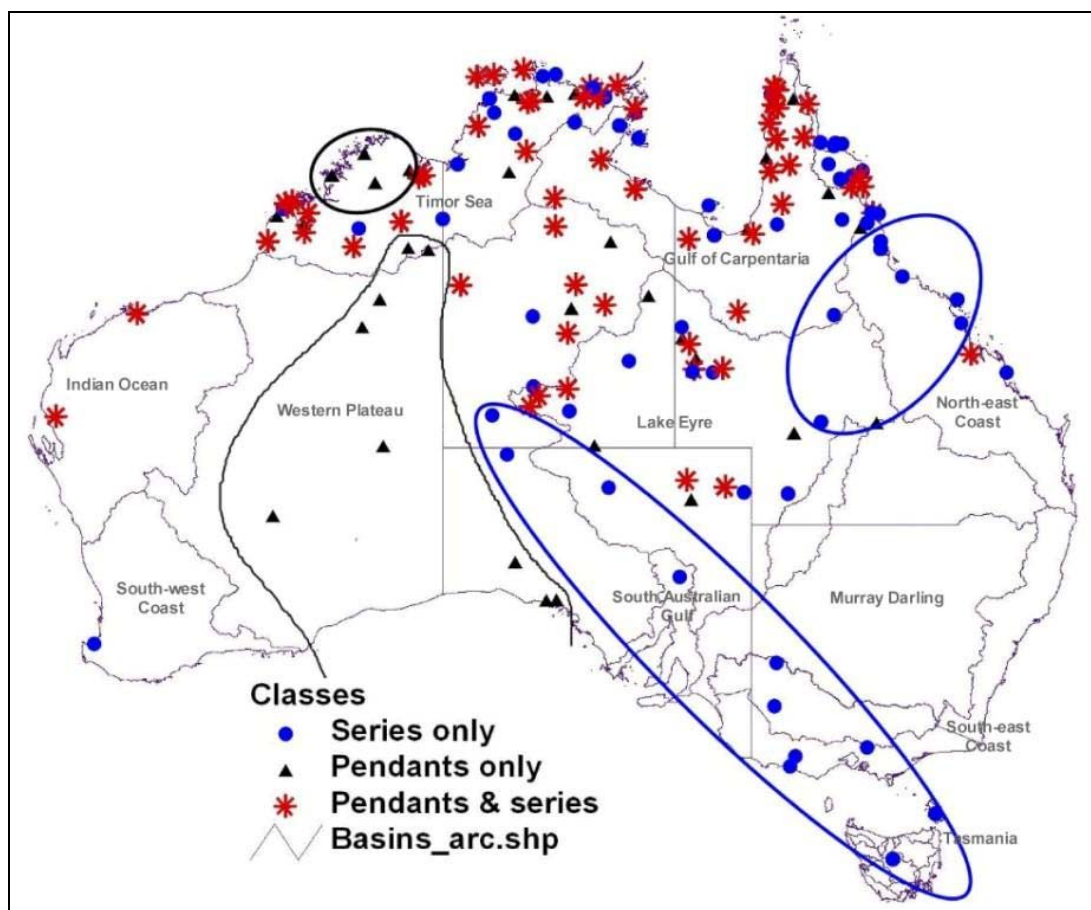 Timor Sea
Gulf of Carpentaria
Indian Ocean
Western Plateau
Lake Eyre
North-east
Coast
South-west
Coast
South Australian
Gulf
Murray Darling
South-east
Coast
Tasmania
Classes
Series only
Pendants only
Pendants & series
Basins_arc.shp